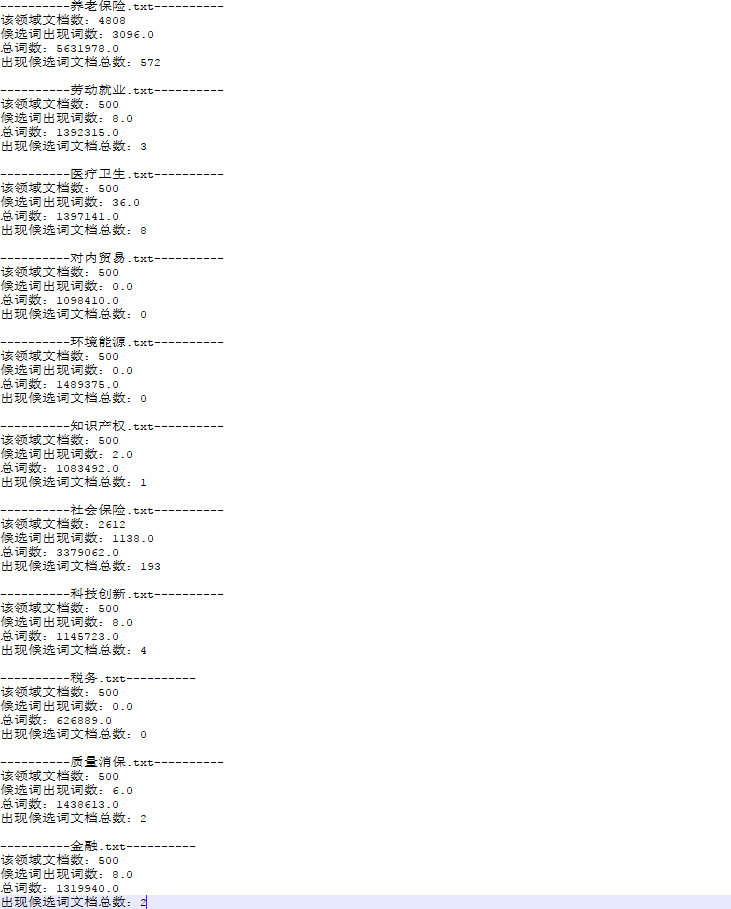 ----------养老保险.txt----------
该领域文档数：4808
候选词出现词数：3096.0
总词数：5631978.0
出现候选词文档总数：572
----------劳动就业.txt----------
该领域文档数：500
候选词出现词数：8.0
总词数：1392315.0
出现候选词文档总数：3
----------医疗卫生.txt----------
该领域文档数：500
候选词出现词数：36.0
总词数：1397141.0
出现候选词文档总数：8
----------对内贸易.txt----------
该领域文档数：500
候选词出现词数：0.0
总词数：1098410.0
出现候选词文档总数：0
----------环境能源.txt----------
该领域文档数：500
候选词出现词数：0.0
总词数：1489375.0
出现候选词文档总数：0
----------知识产权.txt----------
该领域文档数：500
候选词出现词数：2.0
总词数：1083492.0
出现候选词文档总数：1
----------社会保险.txt----------
该领域文档数：2612
候选词出现词数：1138.0
总词数：3379062.0
出现候选词文档总数：193
----------科技创新.txt----------
该领域文档数：500
候选词出现词数：8.0
总词数：1145723.0
出现候选词文档总数：4
----------税务.txt----------
该领域文档数：500
候选词出现词数：0.0
总词数：626889.0
出现候选词文档总数：0
----------质量消保.txt----------
该领域文档数：500
候选词出现词数：6.0
总词数：1438613.0
出现候选词文档总数：2
----------金融.txt----------
该领域文档数：500
候选词出现词数：8.0
总词数：1319940.0
出现候选词文档总数：2